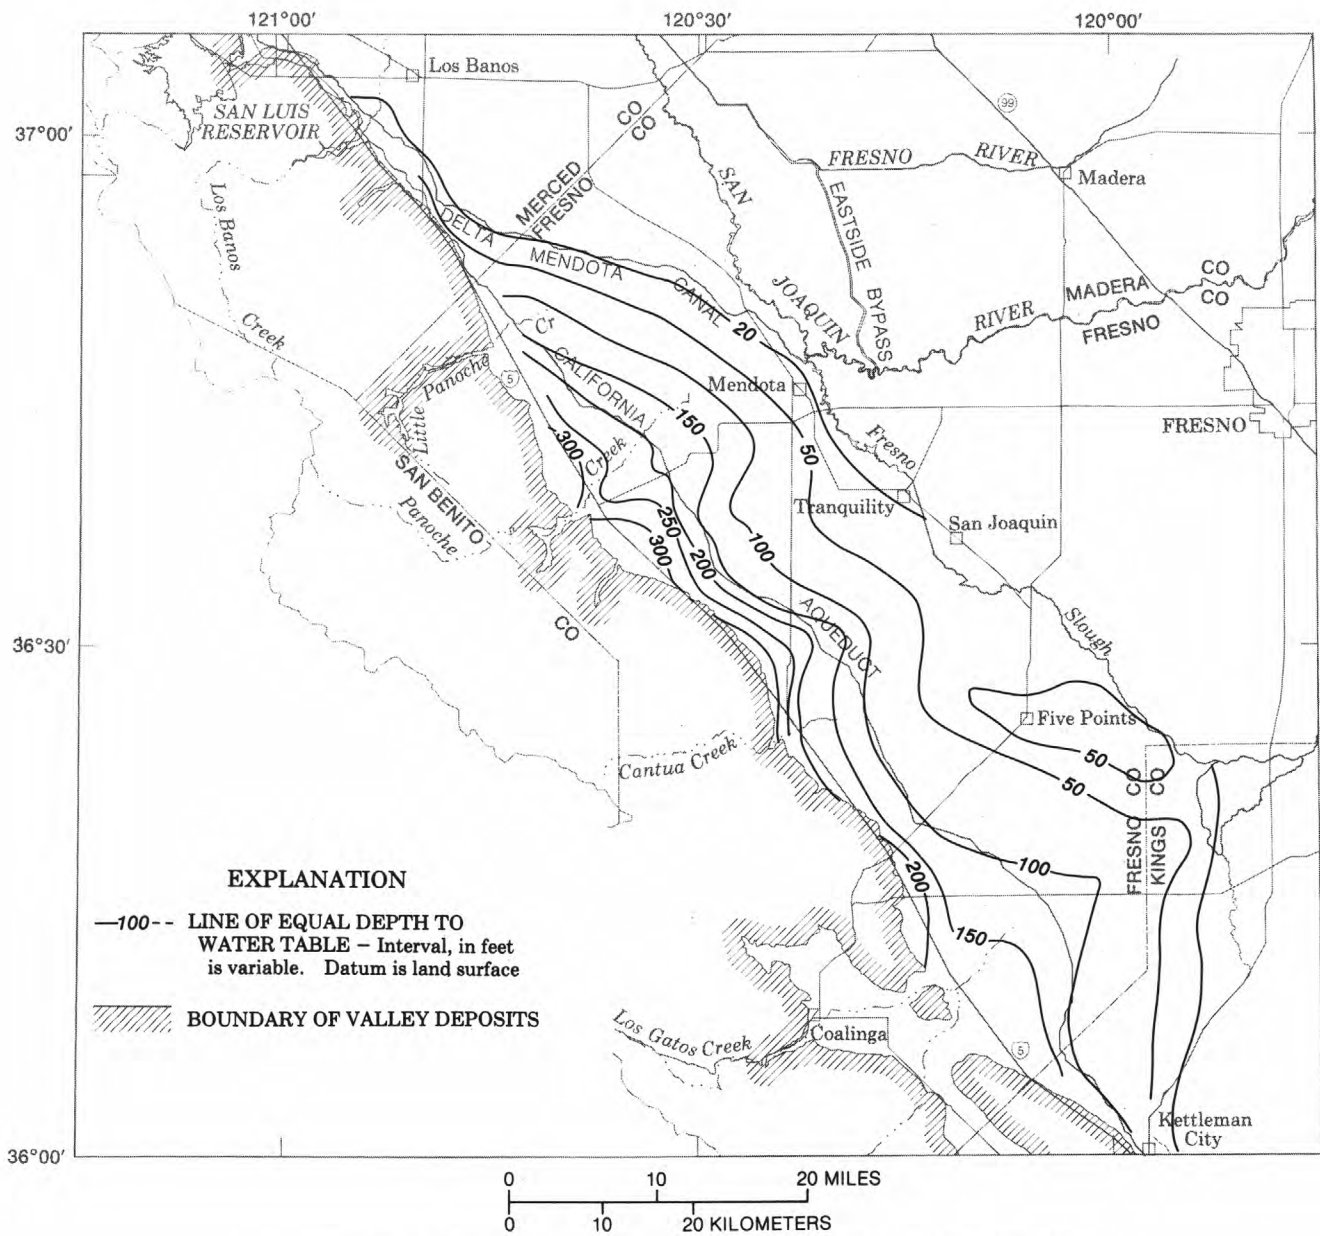 121°00'
120°30'
120°00'
Los Banos
SAN LUIS
RESERVOIR
37°00'
99
CO
CO
FRESNO RIVER
Madera
SAN
Los Banos
MERCED
FRESNO
EASTSIDE BYPASS
DELTA
MENDOTA
CANAL
JOAQUIN
RIVER
MADERA CO
FRESNO CO
20
Creek
Cr
CALIFORNIA
Little Panoche
5
Mendota
150
FRESNO
300
Creek
50
Fresno
SAN BENITO
Panoche
Tranquility
250
San Joaquin
300
200
100
CO
AQUEDUCT
Slough
36°30'
Five Points
50
Cantua Creek
50
CO
CO
FRESNO
KINGS
EXPLANATION
200
100
—100-- LINE OF EQUAL DEPTH TO
WATER TABLE – Interval, in feet
is variable. Datum is land surface
150
BOUNDARY OF VALLEY DEPOSITS
Los Gatos Creek
Coalinga
5
Kettleman
City
36°00'
0 10 20 MILES
0 10 20 KILOMETERS